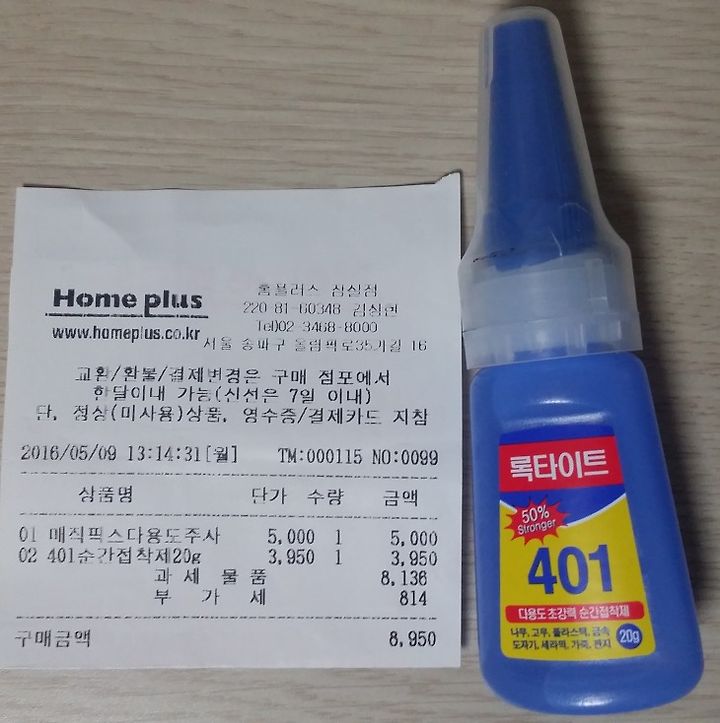 Home plus
www.homeplus.co.kr
홈플러스 잠실점
220-81-60348 김상현
Tel)02-3468-8000
서울 송파구 올림픽로35가길 16
교환/환불/결제변경은 구매 점포에서
한달이내 가능(신선은 7일 이내)
단, 정상(미사용)상품, 영수증/결제카드 지참
2016/05/09 13:14:31[월] TM:000115 NO:0099
상품명 단가 수량 금액
01 매직픽스다용도주사 5,000 1 5,000
02 401순간접착제20g 3,950 1 3,950
과 세 물 품 8,136
부 가 세 814
구매금액 8,950
록타이트
50%
Stronger
401
다용도 초강력 순간접착제
나무, 고무, 플라스틱, 금속
도자기, 세라믹, 가죽, 판지
20g